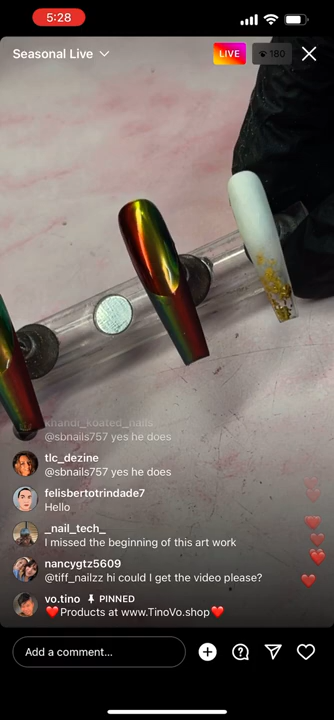 5:28
Seasonal Live
LIVE
180
khandi_koated_nails
@sbnails757 yes he does
tlc_dezine
@sbnails757 yes he does
felisbertotrindade7
Hello
_nail_tech_
I missed the beginning of this art work
nancygtz5609
@tiff_nailzz hi could I get the video please?
vo.tino PINNED
❤️Products at www.TinoVo.shop❤️
Add a comment...